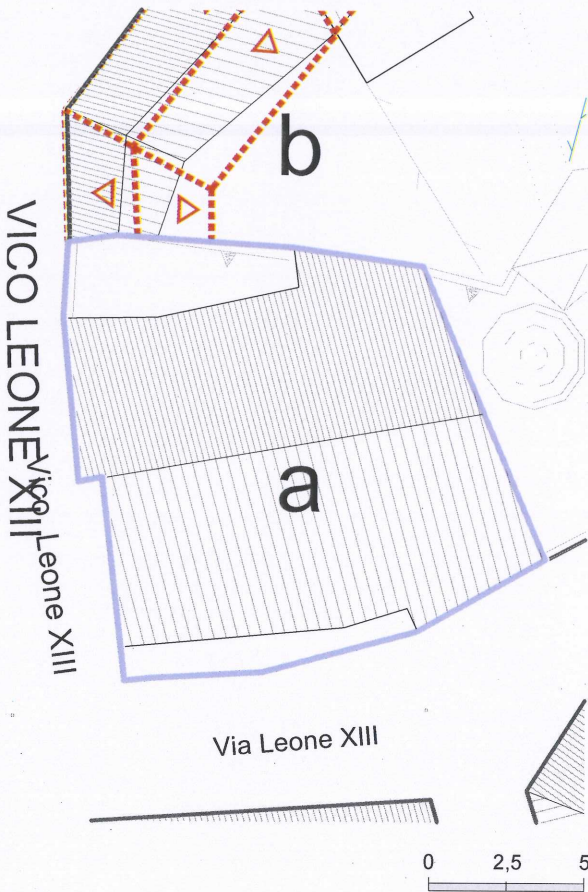 b
VICO LEONE XIII
a
Vico Leone XIII
Via Leone XIII
0 2,5 5